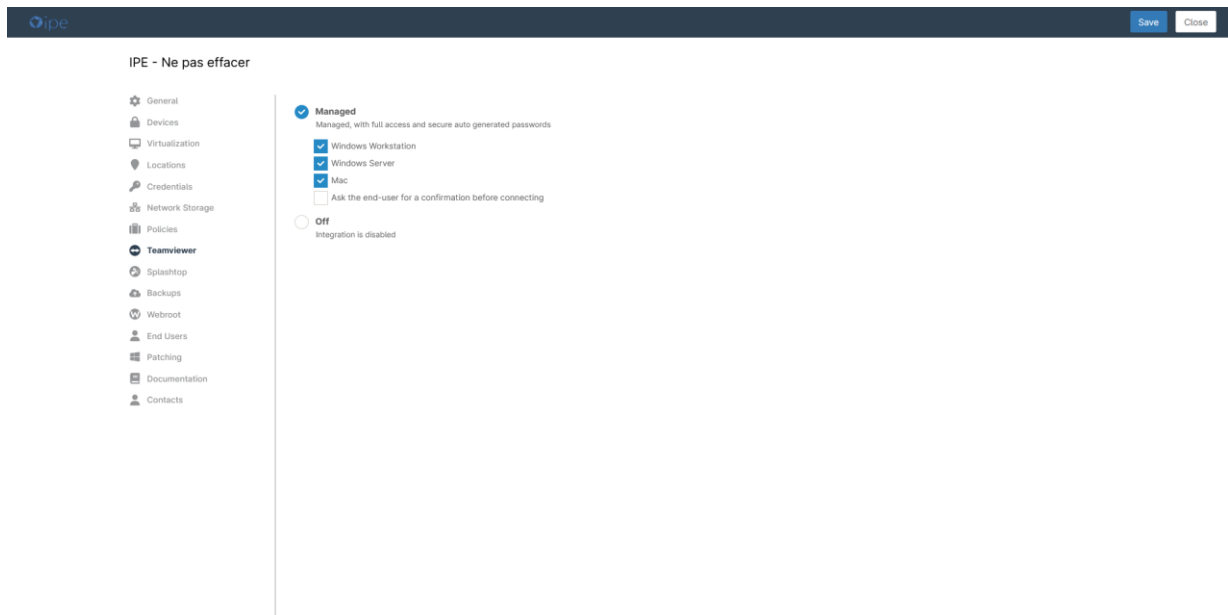 ipe
Save
Close
IPE - Ne pas effacer
General
Devices
Virtualization
Locations
Credentials
Network Storage
Policies
Teamviewer
Splashtop
Backups
Webroot
End Users
Patching
Documentation
Contacts
Managed
Managed, with full access and secure auto generated passwords
Windows Workstation
Windows Server
Mac
Ask the end-user for a confirmation before connecting
Off
Integration is disabled